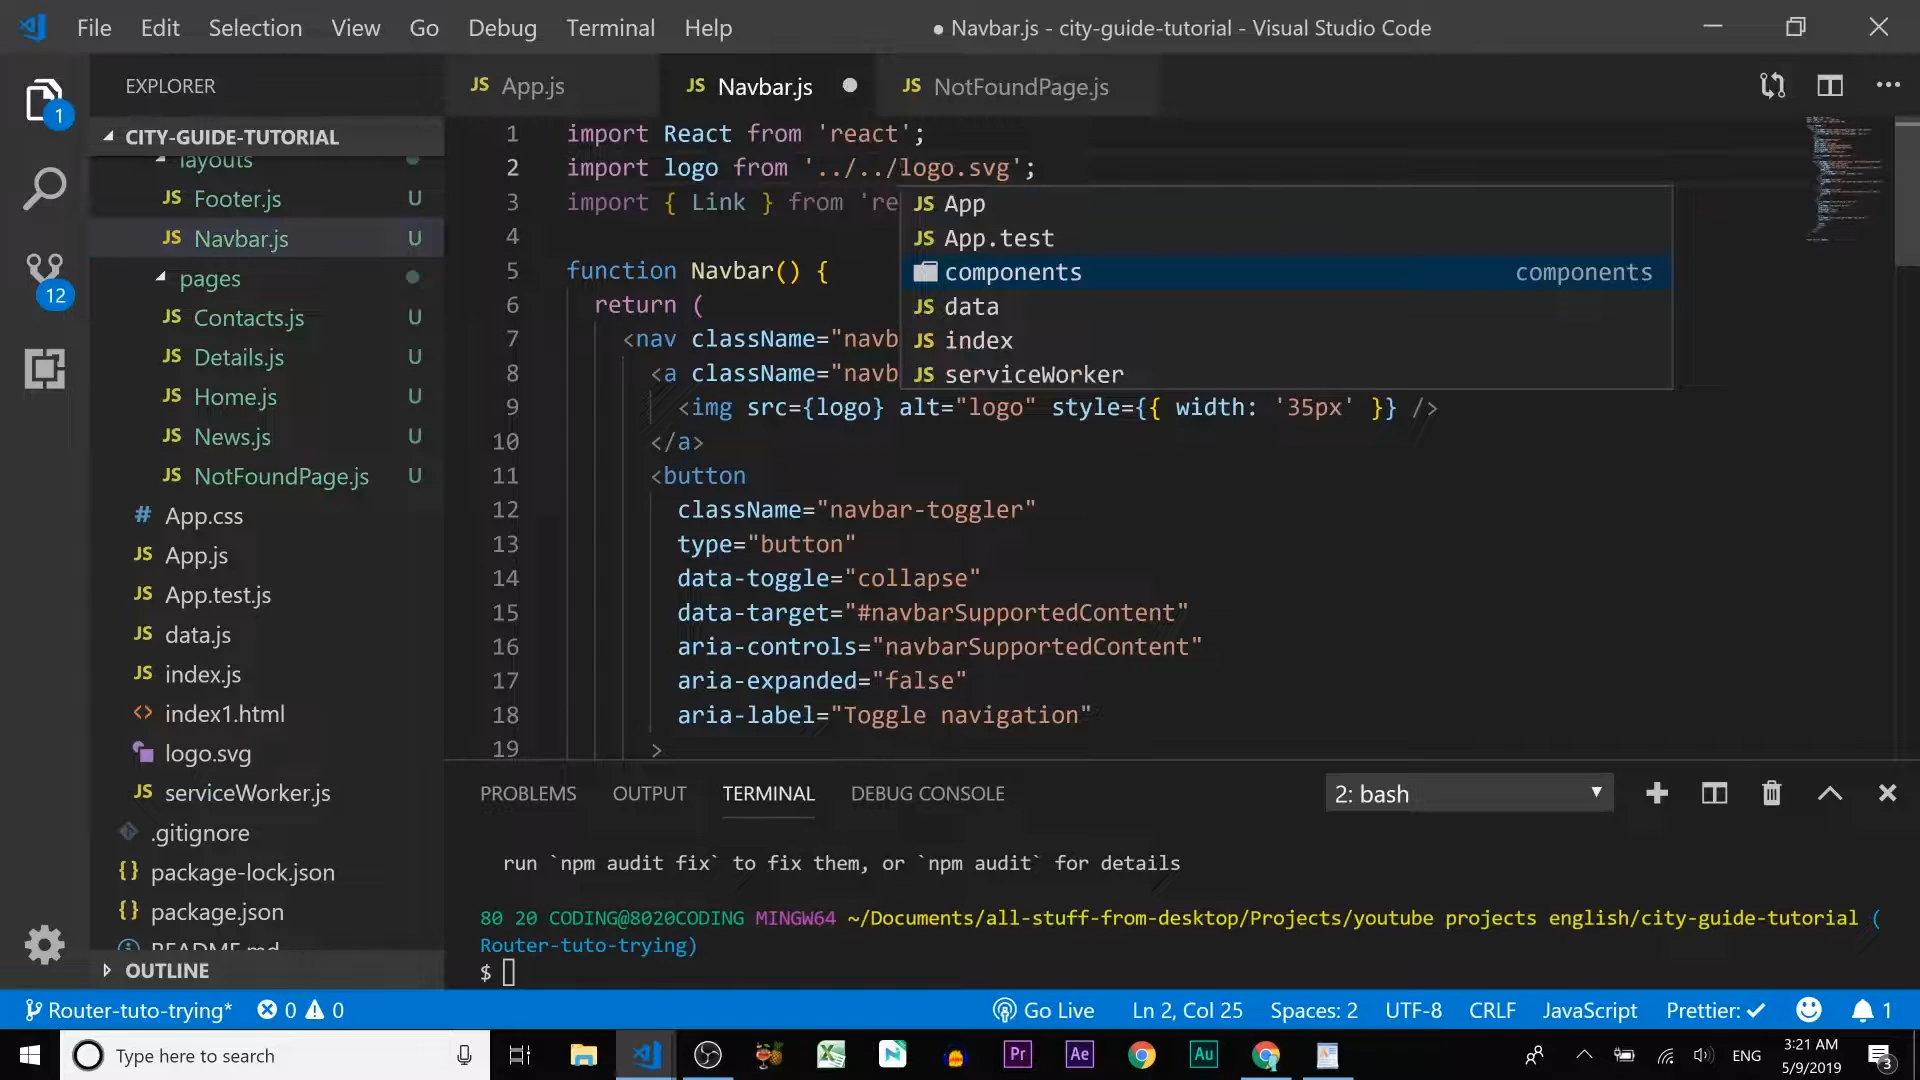 File Edit Selection View Go Debug Terminal Help
● Navbar.js - city-guide-tutorial - Visual Studio Code
EXPLORER
1
CITY-GUIDE-TUTORIAL
layouts
JS Footer.js U
JS Navbar.js U
pages
JS Contacts.js U
JS Details.js U
JS Home.js U
JS News.js U
JS NotFoundPage.js U
# App.css
JS App.js
JS App.test.js
JS data.js
JS index.js
<> index1.html
logo.svg
JS serviceWorker.js
.gitignore
{} package-lock.json
{} package.json
README.md
OUTLINE
12
JS App.js
JS Navbar.js
JS NotFoundPage.js
1 import React from 'react';
2 import logo from '../../logo.svg';
3 import { Link } from 're
4
5 function Navbar() {
6 return (
7 <nav className="navb
8 <a className="navb
9 <img src={logo} alt="logo" style={{ width: '35px' }} />
10 </a>
11 <button
12 className="navbar-toggler"
13 type="button"
14 data-toggle="collapse"
15 data-target="#navbarSupportedContent"
16 aria-controls="navbarSupportedContent"
17 aria-expanded="false"
18 aria-label="Toggle navigation"
19 >
JS App
JS App.test
components components
JS data
JS index
JS serviceWorker
PROBLEMS OUTPUT TERMINAL DEBUG CONSOLE
2: bash
run `npm audit fix` to fix them, or `npm audit` for details
80 20 CODING@8020CODING MINGW64 ~/Documents/all-stuff-from-desktop/Projects/youtube projects english/city-guide-tutorial (
Router-tuto-trying)
$
Router-tuto-trying* 0 0
Go Live Ln 2, Col 25 Spaces: 2 UTF-8 CRLF JavaScript Prettier: ✓ 1
Type here to search
Pr Ae Au
ENG
3:21 AM
5/9/2019
3